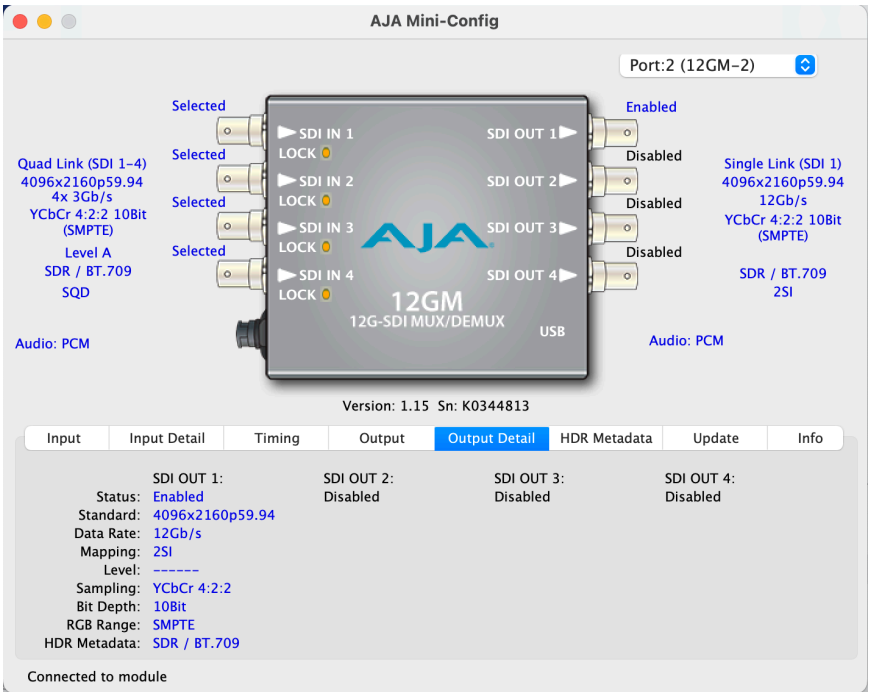 AJA Mini-Config
Port:2 (12GM-2)
Selected
Selected
Selected
Selected
Quad Link (SDI 1-4)
4096x2160p59.94
4x 3Gb/s
YCbCr 4:2:2 10Bit
(SMPTE)
Level A
SDR / BT.709
SQD
Audio: PCM
SDI IN 1
LOCK
SDI IN 2
LOCK
SDI IN 3
LOCK
SDI IN 4
LOCK
AJA
12GM
12G-SDI MUX/DEMUX
USB
SDI OUT 1
SDI OUT 2
SDI OUT 3
SDI OUT 4
Enabled
Disabled
Disabled
Disabled
Single Link (SDI 1)
4096x2160p59.94
12Gb/s
YCbCr 4:2:2 10Bit
(SMPTE)
SDR / BT.709
2SI
Audio: PCM
Version: 1.15 Sn: K0344813
Input Input Detail Timing Output Output Detail HDR Metadata Update Info
SDI OUT 1: SDI OUT 2: SDI OUT 3: SDI OUT 4:
Status: Enabled Disabled Disabled Disabled
Standard: 4096x2160p59.94
Data Rate: 12Gb/s
Mapping: 2SI
Level: ------
Sampling: YCbCr 4:2:2
Bit Depth: 10Bit
RGB Range: SMPTE
HDR Metadata: SDR / BT.709
Connected to module